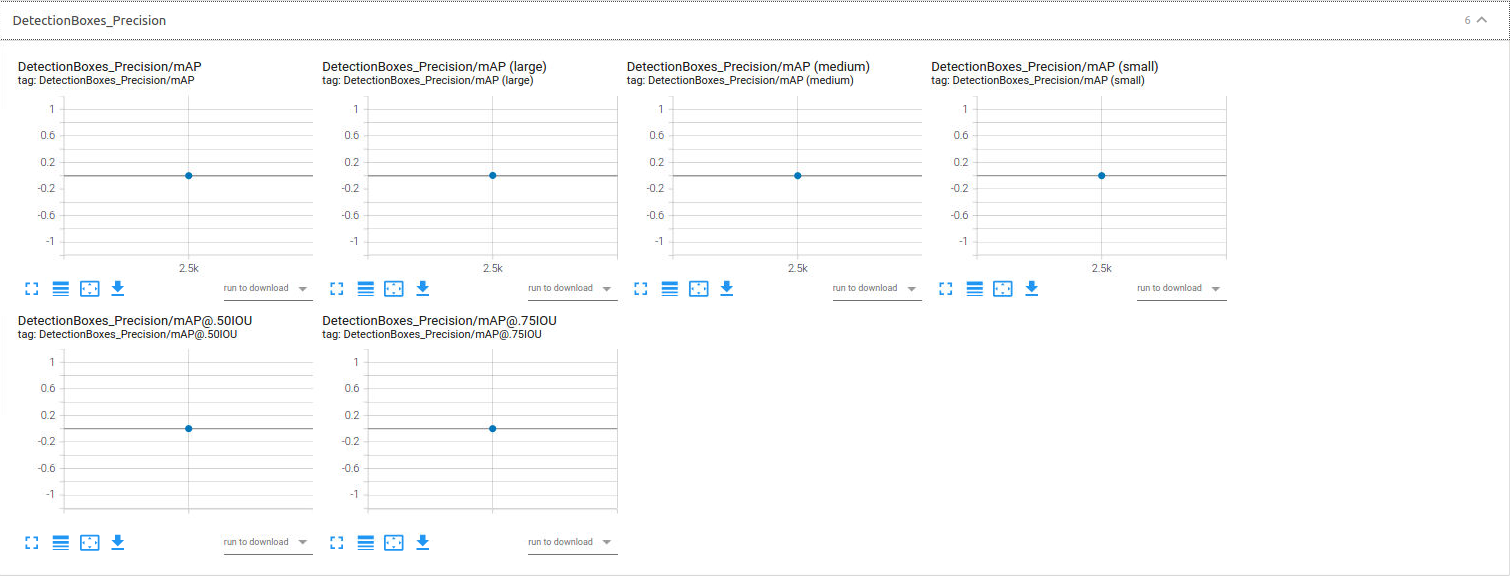 DetectionBoxes_Precision
6
DetectionBoxes_Precision/mAP
tag: DetectionBoxes_Precision/mAP
1
0.6
0.2
-0.2
-0.6
-1
2.5k
run to download
DetectionBoxes_Precision/mAP (large)
tag: DetectionBoxes_Precision/mAP (large)
1
0.6
0.2
-0.2
-0.6
-1
2.5k
run to download
DetectionBoxes_Precision/mAP (medium)
tag: DetectionBoxes_Precision/mAP (medium)
1
0.6
0.2
-0.2
-0.6
-1
2.5k
run to download
DetectionBoxes_Precision/mAP (small)
tag: DetectionBoxes_Precision/mAP (small)
1
0.6
0.2
-0.2
-0.6
-1
2.5k
run to download
DetectionBoxes_Precision/mAP@.50IOU
tag: DetectionBoxes_Precision/mAP@.50IOU
1
0.6
0.2
-0.2
-0.6
-1
run to download
DetectionBoxes_Precision/mAP@.75IOU
tag: DetectionBoxes_Precision/mAP@.75IOU
1
0.6
0.2
-0.2
-0.6
-1
run to download